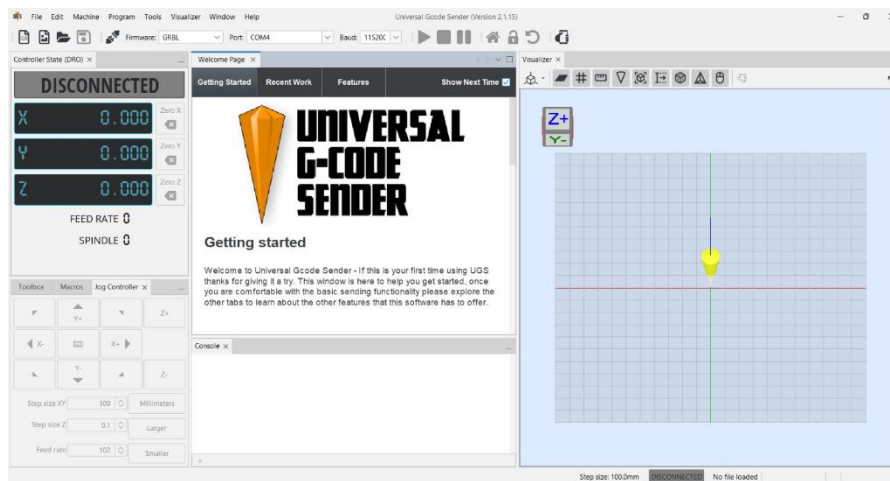 File Edit Machine Program Tools Visualizer Window Help
Universal Gcode Sender (Version 2.1.15)
Firmware: GRBL Port: COM4 Baud: 11520
Controller State (DRO) ×
DISCONNECTED
X 0.000 Zero X
Y 0.000 Zero Y
Z 0.000 Zero Z
FEED RATE 0
SPINDLE 0
Toolbox Macros Jog Controller ×
Y+ Z+
X- X+
Y- Z-
Step size XY 100 Millimeters
Step size Z 0.1 Larger
Feed rate 102 Smaller
Welcome Page ×
Getting Started Recent Work Features Show Next Time
UNIVERSAL
G-CODE
SENDER
Getting started
Welcome to Universal Gcode Sender - If this is your first time using UGS
thanks for giving it a try. This window is here to help you get started, once
you are comfortable with the basic sending functionality please explore the
other tabs to learn about the other features that this software has to offer.
Console ×
>
Visualizer ×
Z+
Y-
Step size: 100.0mm DISCONNECTED No file loaded